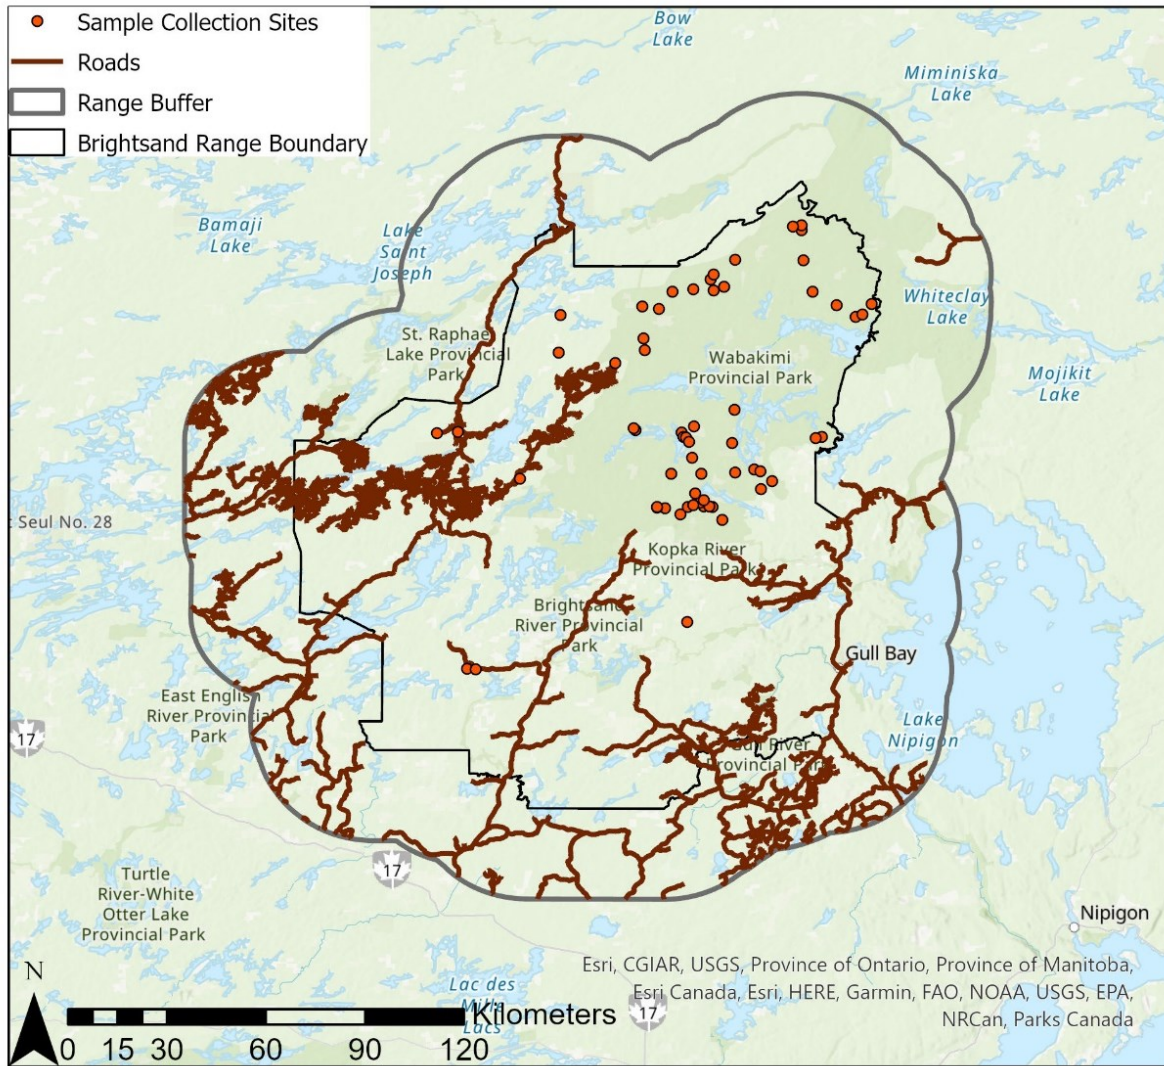 Sample Collection Sites
Roads
Range Buffer
Brightsand Range Boundary
Bow
Lake
Miminiska
Lake
Bamaji
Lake
Lake
Saint
Joseph
Whiteclay
Lake
St. Raphae
Lake Provincial
Park
Wabakimi
Provincial Park
Mojikit
Lake
t Seul No. 28
Kopka River
Provincial Park
Brightsand
River Provincial
Park
Gull Bay
East English
River Provincial
Park
17
Lake
Nipigon
Gull River
Provincial Park
17
Turtle
River-White
Otter Lake
Provincial Park
Nipigon
Esri, CGIAR, USGS, Province of Ontario, Province of Manitoba,
Esri Canada, Esri, HERE, Garmin, FAO, NOAA, USGS, EPA,
NRCan, Parks Canada
N
Lac des
Mille
Lacs
Kilometers
17
0 15 30 60 90 120